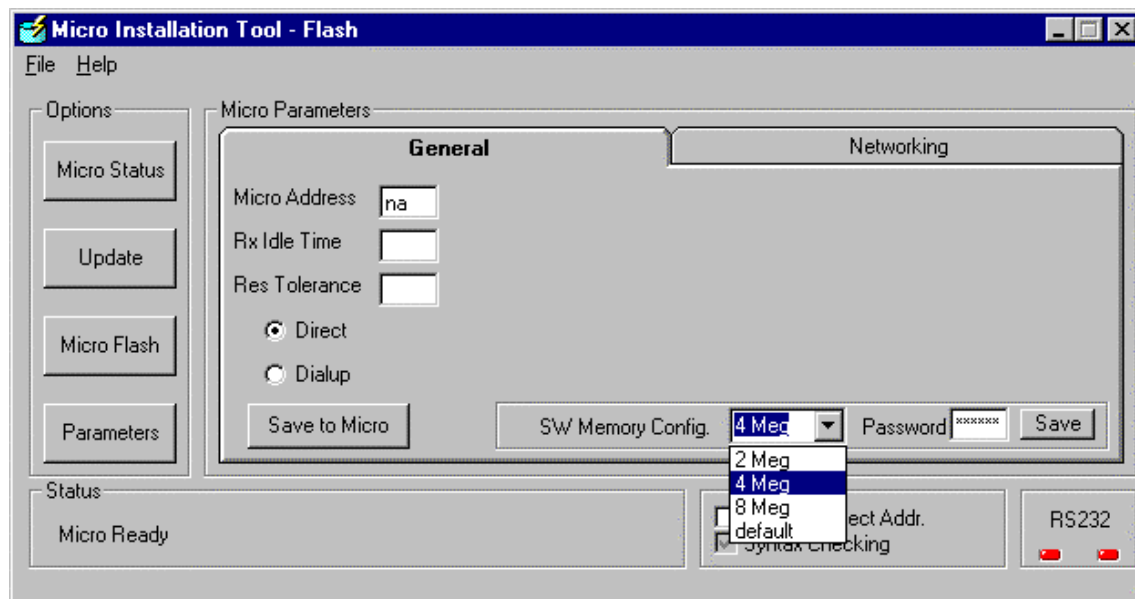 Micro Installation Tool - Flash
File Help
Options
Micro Status
Update
Micro Flash
Parameters
Micro Parameters
General
Networking
Micro Address na
Rx Idle Time
Res Tolerance
Direct
Dialup
Save to Micro
SW Memory Config. 4 Meg
Password ****** Save
2 Meg
4 Meg
8 Meg
default
Status
Micro Ready
Addr.
Syntax Checking
RS232